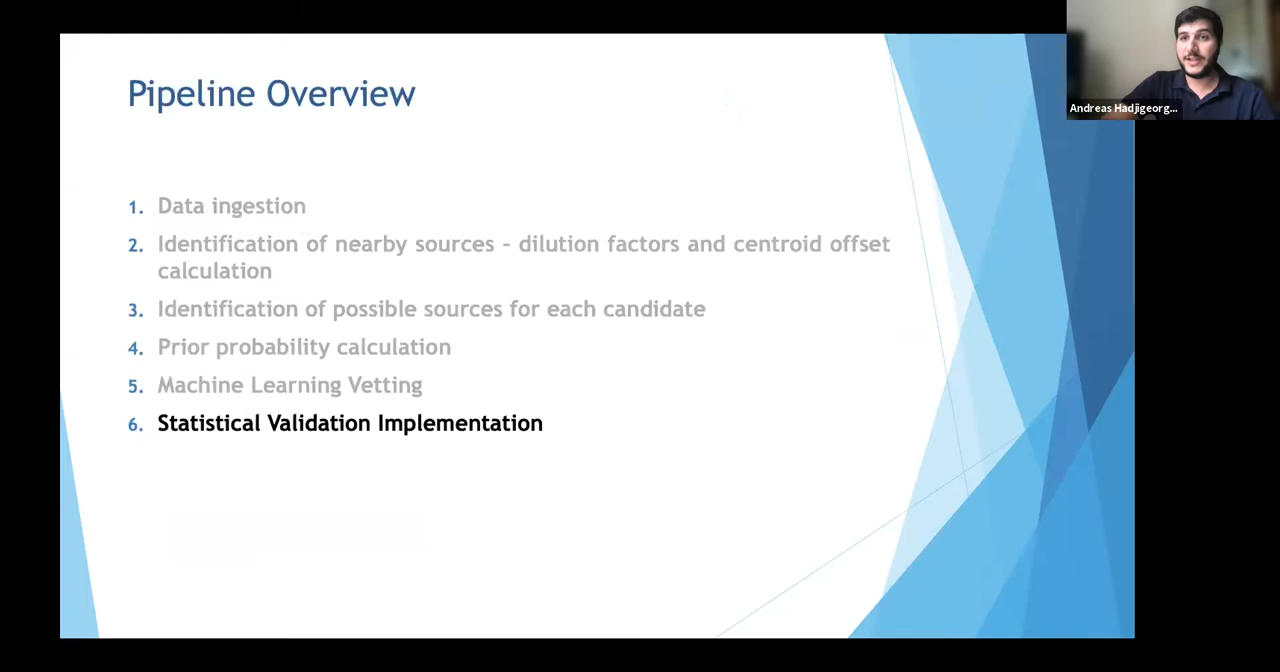 Pipeline Overview
Andreas Hadjigeorg...
1. Data ingestion
2. Identification of nearby sources – dilution factors and centroid offset
calculation
3. Identification of possible sources for each candidate
4. Prior probability calculation
5. Machine Learning Vetting
6. Statistical Validation Implementation